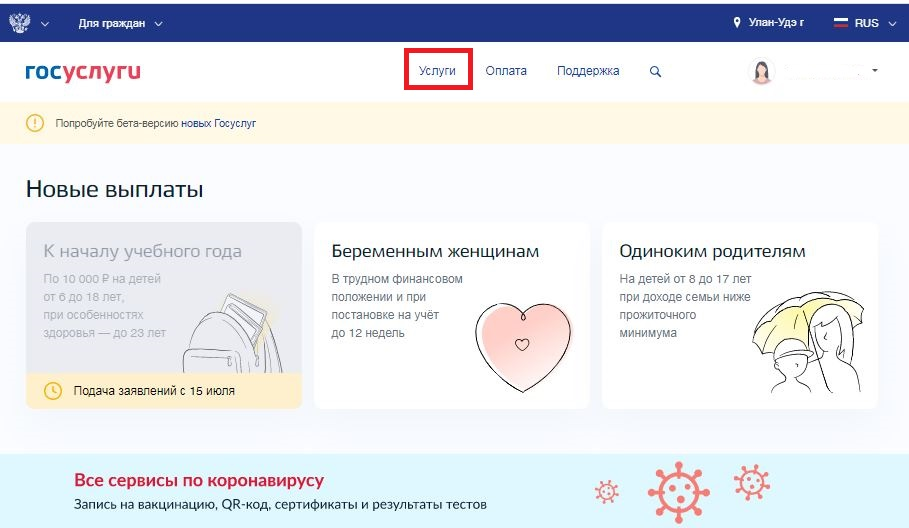 Для граждан
Улан-Удэ г
RUS
госуслуги
Услуги
Оплата
Поддержка
Попробуйте бета-версию новых Госуслуг
Новые выплаты
К началу учебного года
По 10 000 ₽ на детей
от 6 до 18 лет,
при особенностях
здоровья — до 23 лет
Подача заявлений с 15 июля
Беременным женщинам
В трудном финансовом
положении и при
постановке на учёт
до 12 недель
Одиноким родителям
На детей от 8 до 17 лет
при доходе семьи ниже
прожиточного
минимума
Все сервисы по коронавирусу
Запись на вакцинацию, QR-код, сертификаты и результаты тестов